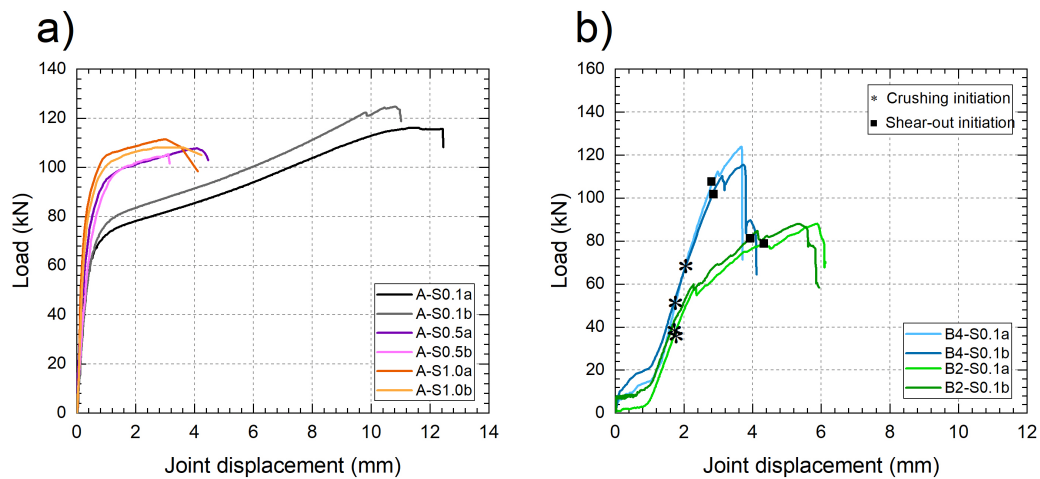 a)
140
120
100
80
60
40
20
0
Load (kN)
0 2 4 6 8 10 12 14
Joint displacement (mm)
A-S0.1a
A-S0.1b
A-S0.5a
A-S0.5b
A-S1.0a
A-S1.0b
b)
160
140
120
100
80
60
40
20
0
Load (kN)
0 2 4 6 8 10 12
Joint displacement (mm)
Crushing initiation
Shear-out initiation
B4-S0.1a
B4-S0.1b
B2-S0.1a
B2-S0.1b